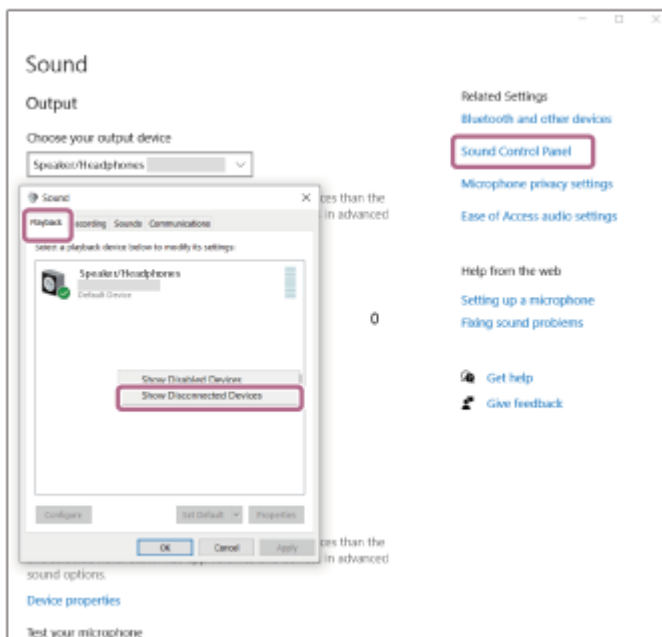 Sound
Output
Choose your output device
Speaker/Headphones
Sound
Playback Recording Sounds Communications
Select a playback device below to modify its settings:
Speaker/Headphones
Default Device
Show Disabled Devices
Show Disconnected Devices
Configure Set Default Properties
OK Cancel Apply
ces than the
in advanced
0
ces than the
in advanced
sound options.
Device properties
Test your microphone
Related Settings
Bluetooth and other devices
Sound Control Panel
Microphone privacy settings
Ease of Access audio settings
Help from the web
Setting up a microphone
Fixing sound problems
Get help
Give feedback